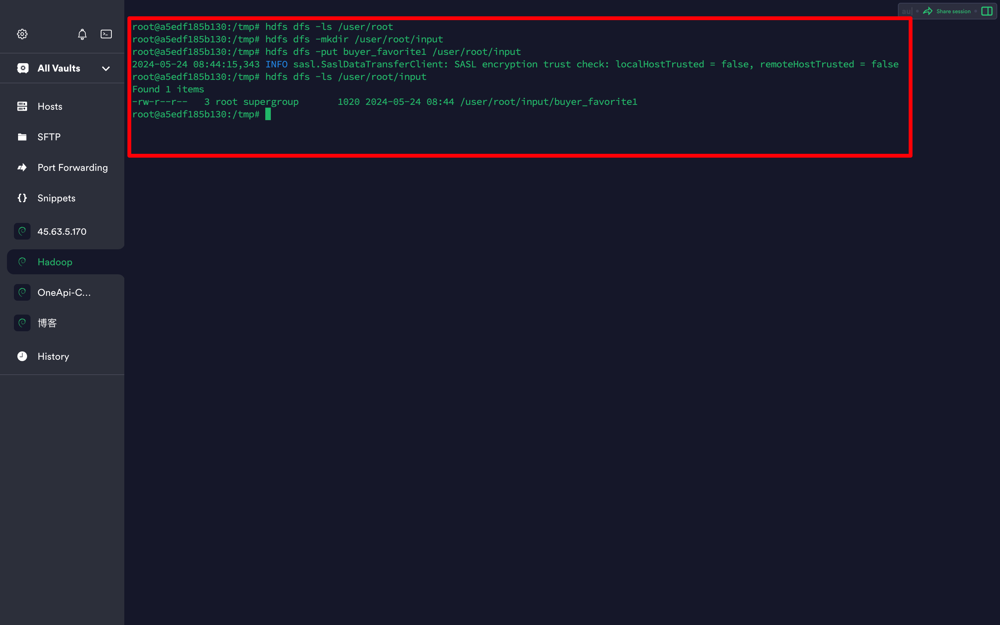 au
Share session
All Vaults
Hosts
SFTP
Port Forwarding
Snippets
45.63.5.170
Hadoop
OneApi-C...
博客
History
root@a5edf185b130:/tmp# hdfs dfs -ls /user/root
root@a5edf185b130:/tmp# hdfs dfs -mkdir /user/root/input
root@a5edf185b130:/tmp# hdfs dfs -put buyer_favorite1 /user/root/input
2024-05-24 08:44:15,343 INFO sasl.SaslDataTransferClient: SASL encryption trust check: localHostTrusted = false, remoteHostTrusted = false
root@a5edf185b130:/tmp# hdfs dfs -ls /user/root/input
Found 1 items
-rw-r--r--   3 root supergroup       1020 2024-05-24 08:44 /user/root/input/buyer_favorite1
root@a5edf185b130:/tmp#